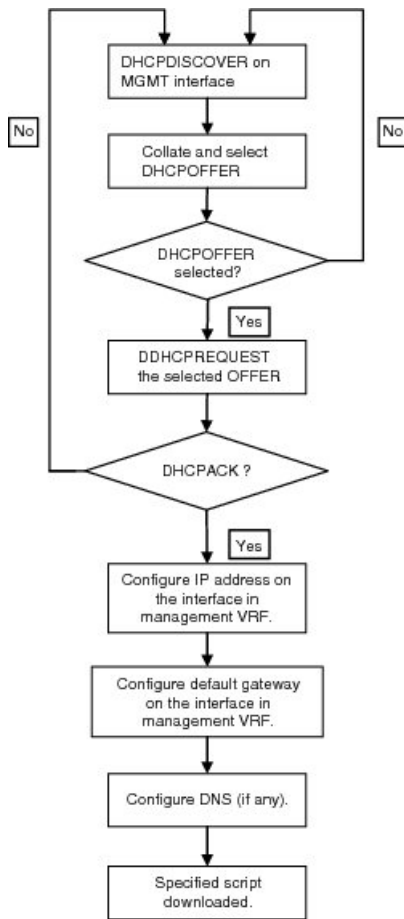 DHCPDISCOVER on
MGMT interface
No
No
Collate and select
DHCPOFFER
DHCPOFFER
selected?
Yes
DDHCPREQUEST
the selected OFFER
DHCPACK ?
Yes
Configure IP address on
the interface in
management VRF.
Configure default gateway
on the interface in
management VRF.
Configure DNS (if any).
Specified script
downloaded.